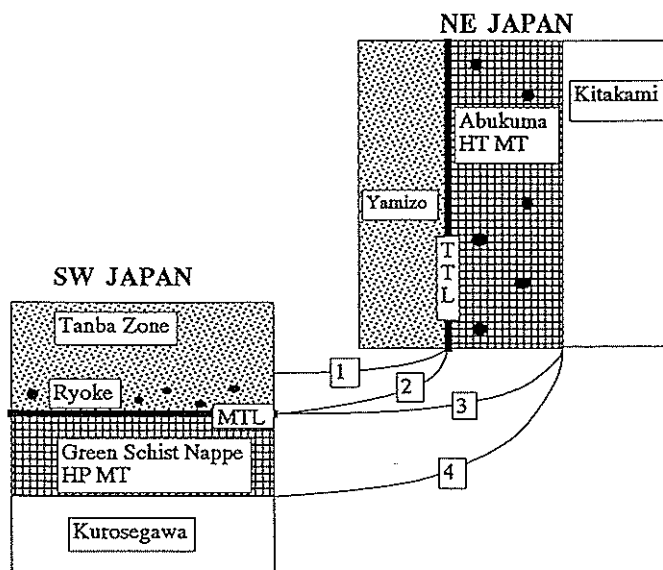 NE JAPAN
Kitakami
Abukuma
HT MT
Yamizo
T
T
L
SW JAPAN
Tanba Zone
1
2
Ryoke
3
MTL
Green Schist Nappe
HP MT
4
Kurosegawa